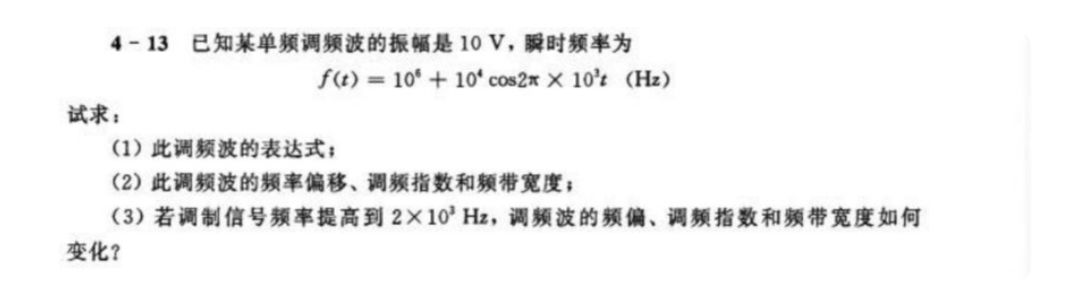 4-13 已知某单频调频波的振幅是 10 V，瞬时频率为
f(t) = 10⁶ + 10⁴ cos2π × 10³t (Hz)
试求：
(1) 此调频波的表达式；
(2) 此调频波的频率偏移、调频指数和频带宽度；
(3) 若调制信号频率提高到 2×10³ Hz，调频波的频偏、调频指数和频带宽度如何
变化？